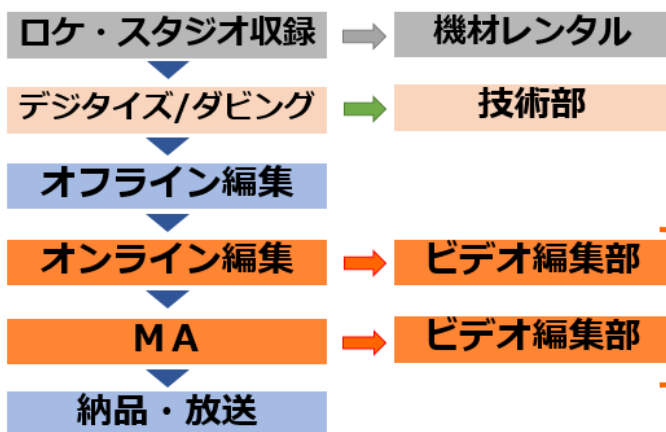 ロケ・スタジオ収録
機材レンタル
デジタイズ/ダビング
技術部
オフライン編集
オンライン編集
ビデオ編集部
ＭＡ
ビデオ編集部
納品・放送